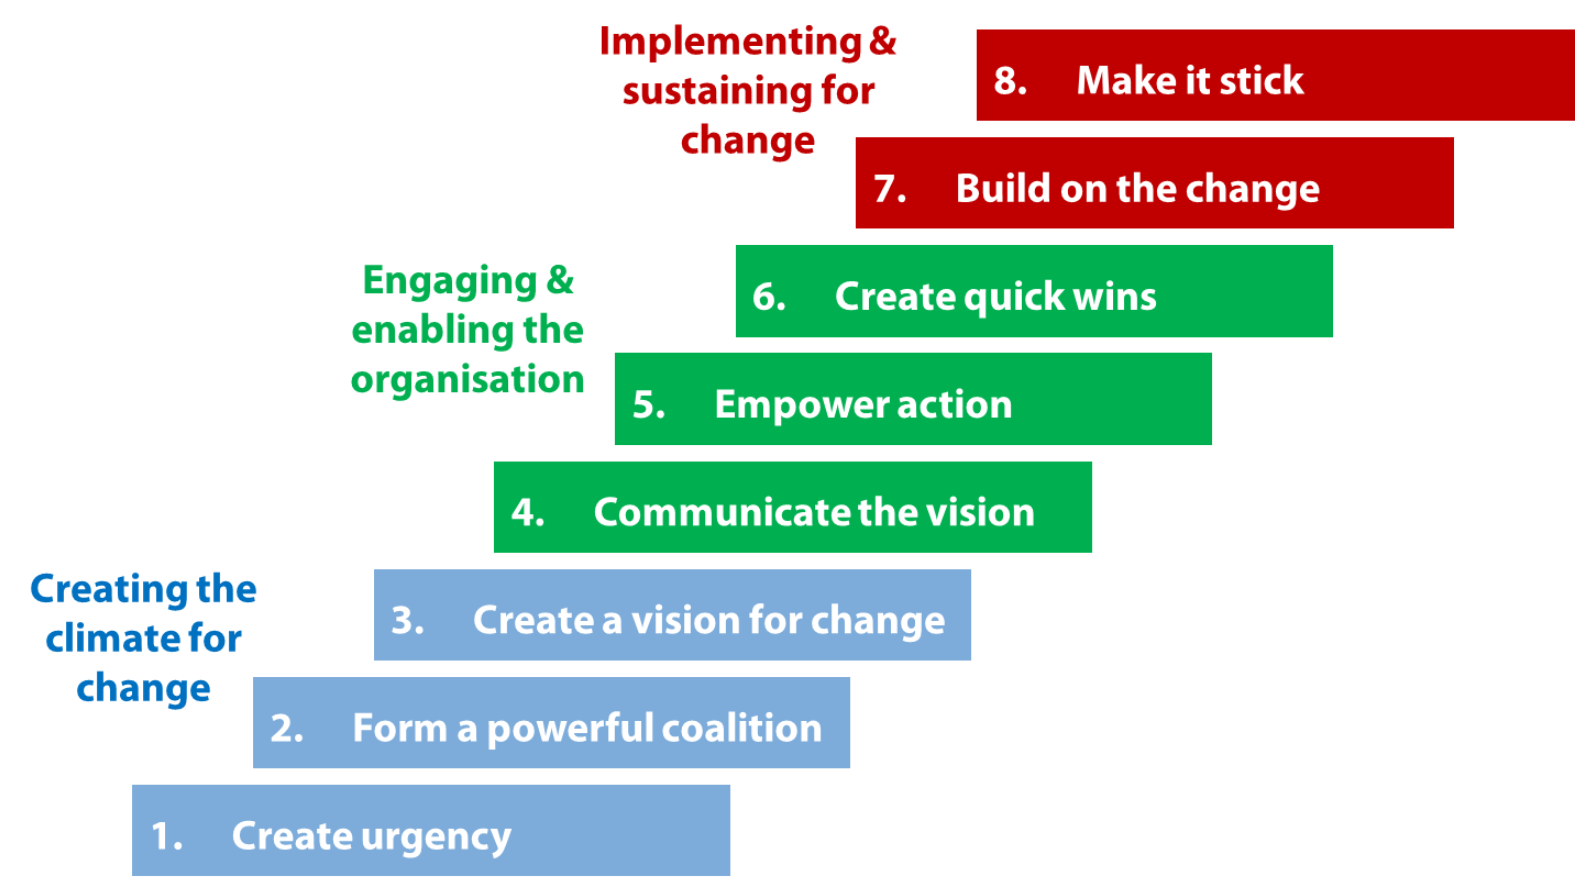 Implementing &
sustaining for
change
8. Make it stick
7. Build on the change
Engaging &
enabling the
organisation
6. Create quick wins
5. Empower action
4. Communicate the vision
Creating the
climate for
change
3. Create a vision for change
2. Form a powerful coalition
1. Create urgency